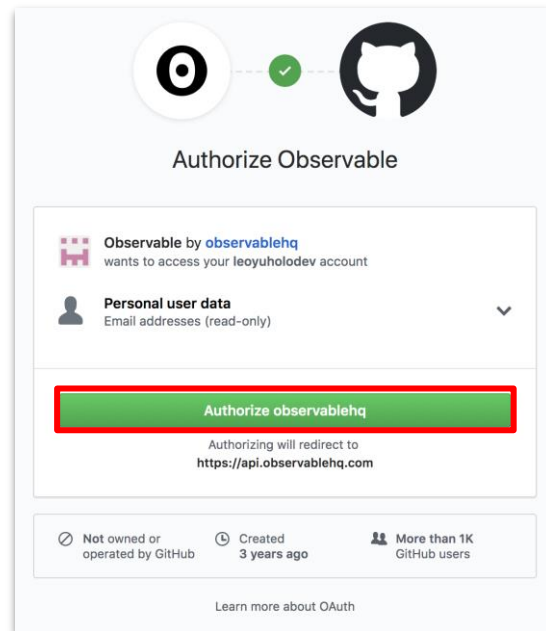 Authorize Observable
Observable by observablehq
wants to access your leoyuholodev account
Personal user data
Email addresses (read-only)
Authorize observablehq
Authorizing will redirect to
https://api.observablehq.com
Not owned or
operated by GitHub
Created
3 years ago
More than 1K
GitHub users
Learn more about OAuth